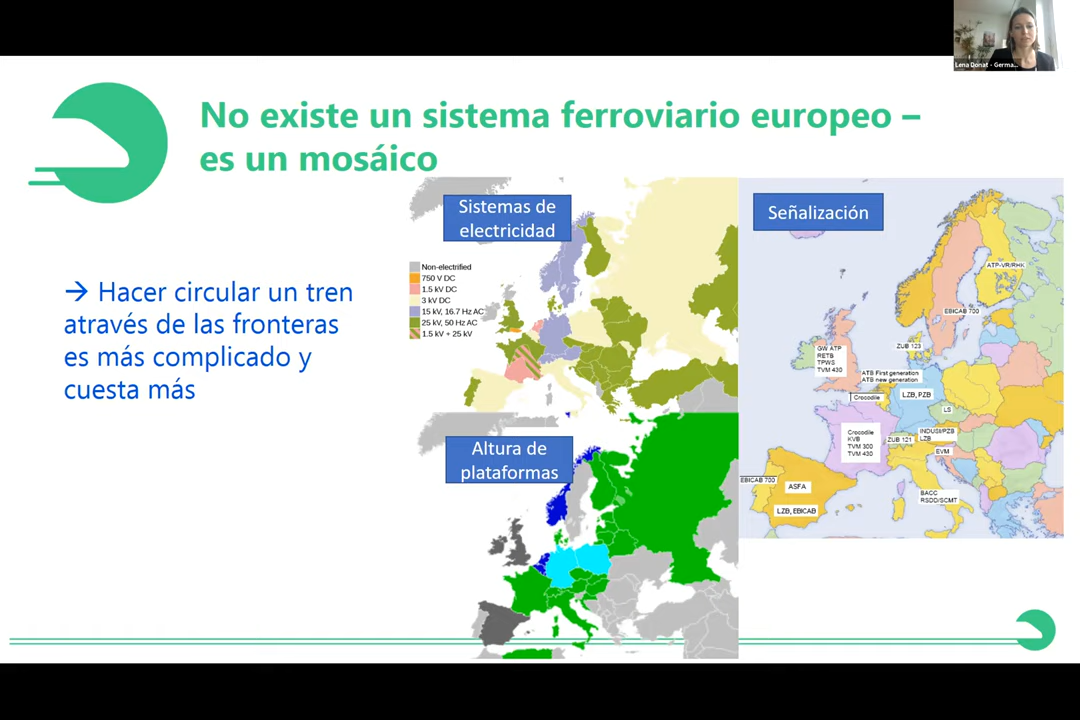 Lena Donat - Germa...
No existe un sistema ferroviario europeo –
es un mosáico
→ Hacer circular un tren
através de las fronteras
es más complicado y
cuesta más
Sistemas de
electricidad
Non-electrified
750 V DC
1.5 kV DC
3 kV DC
15 kV, 16.7 Hz AC
25 kV, 50 Hz AC
1.5 kV + 25 kV
Altura de
plataformas
Señalización
ATP-VR/RHK
EBICAB 700
ZUB 123
GW ATP
RETB
TPWS
TVM 430
ATB First generation
ATB new generation
Crocodile
LZB, PZB
LS
Crocodile
KVB
TVM 300
TVM 430
ZUB 121
INDUSI/PZB
LZB
EVM
EBICAB 700
ASFA
LZB, EBICAB
BACC
RSDD/SCMT